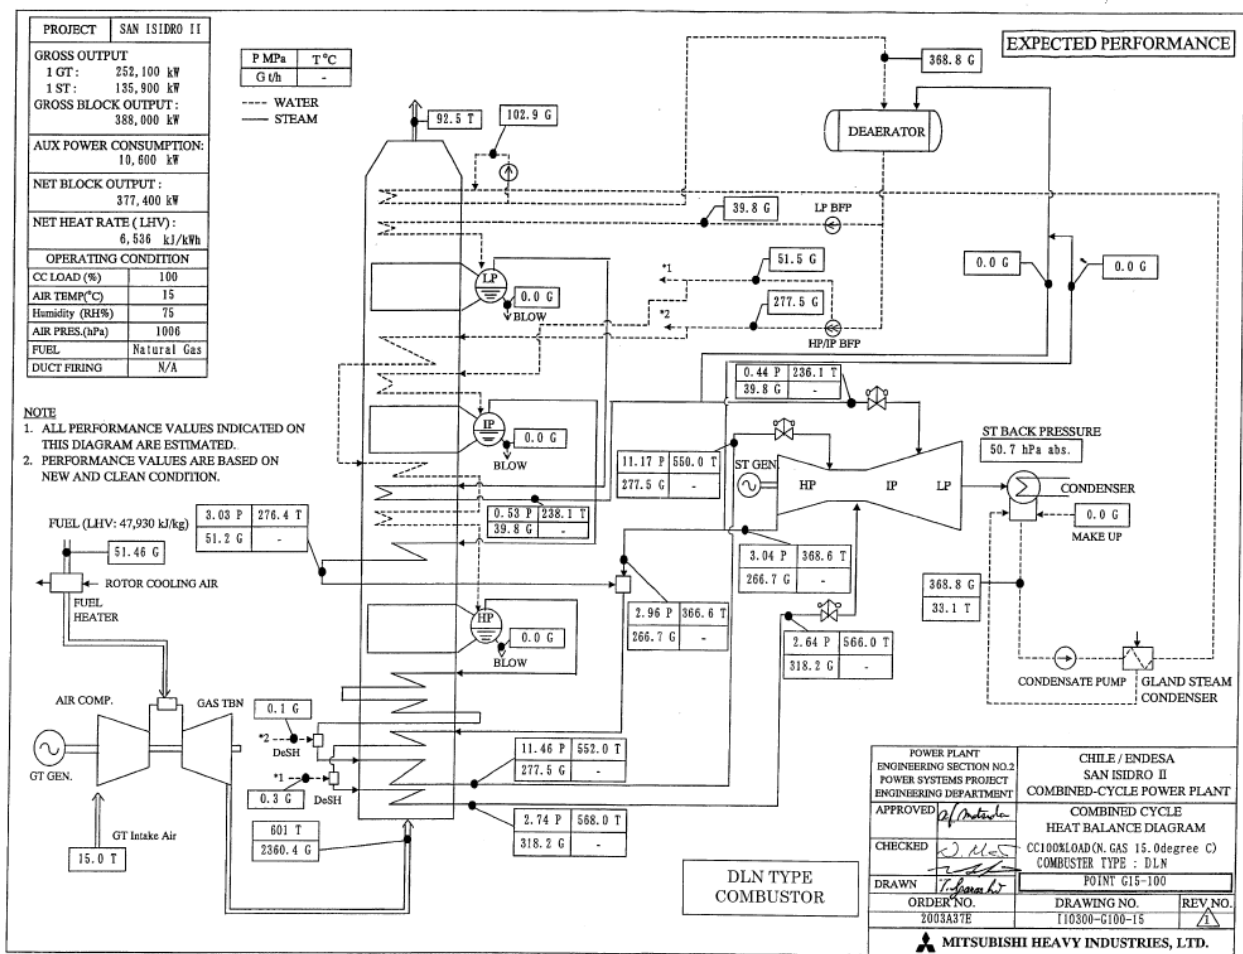 PROJECT SAN ISIDRO II
GROSS OUTPUT
1 GT : 252,100 kW
1 ST : 135,900 kW
GROSS BLOCK OUTPUT :
388,000 kW
AUX POWER CONSUMPTION:
10,600 kW
NET BLOCK OUTPUT :
377,400 kW
NET HEAT RATE ( LHV) :
6,536 kJ/kWh
OPERATING CONDITION
CC LOAD (%) 100
AIR TEMP(°C) 15
Humidity (RH%) 75
AIR PRES.(hPa) 1006
FUEL Natural Gas
DUCT FIRING N/A
P MPa T°C
G t/h -
---- WATER
—— STEAM
EXPECTED PERFORMANCE
NOTE
1. ALL PERFORMANCE VALUES INDICATED ON
THIS DIAGRAM ARE ESTIMATED.
2. PERFORMANCE VALUES ARE BASED ON
NEW AND CLEAN CONDITION.
92.5 T
102.9 G
368.8 G
DEAERATOR
39.8 G
LP BFP
LP
0.0 G
BLOW
*1
51.5 G
*2
277.5 G
HP/IP BFP
0.0 G
0.0 G
0.44 P 236.1 T
39.8 G -
IP
0.0 G
BLOW
11.17 P 550.0 T
277.5 G -
ST GEN.
HP
IP
LP
ST BACK PRESSURE
50.7 hPa abs.
CONDENSER
0.0 G
MAKE UP
0.53 P 238.1 T
39.8 G -
3.03 P 276.4 T
51.2 G -
FUEL (LHV: 47,930 kJ/kg)
51.46 G
ROTOR COOLING AIR
FUEL
HEATER
3.04 P 368.6 T
266.7 G -
2.96 P 366.6 T
266.7 G -
2.64 P 566.0 T
318.2 G -
368.8 G
33.1 T
CONDENSATE PUMP
GLAND STEAM
CONDENSER
HP
0.0 G
BLOW
AIR COMP.
GAS TBN
GT GEN.
GT Intake Air
15.0 T
0.1 G
*2
DeSH
*1
0.3 G
DeSH
601 T
2360.4 G
11.46 P 552.0 T
277.5 G -
2.74 P 568.0 T
318.2 G -
DLN TYPE
COMBUSTOR
POWER PLANT
ENGINEERING SECTION NO.2
POWER SYSTEMS PROJECT
ENGINEERING DEPARTMENT
CHILE / ENDESA
SAN ISIDRO II
COMBINED-CYCLE POWER PLANT
APPROVED
COMBINED CYCLE
HEAT BALANCE DIAGRAM
CHECKED
CC100%LOAD(N.GAS 15.0degree C)
COMBUSTER TYPE : DLN
DRAWN
POINT G15-100
ORDER NO. DRAWING NO. REV NO.
2003A37E I10300-G100-15 1
MITSUBISHI HEAVY INDUSTRIES, LTD.